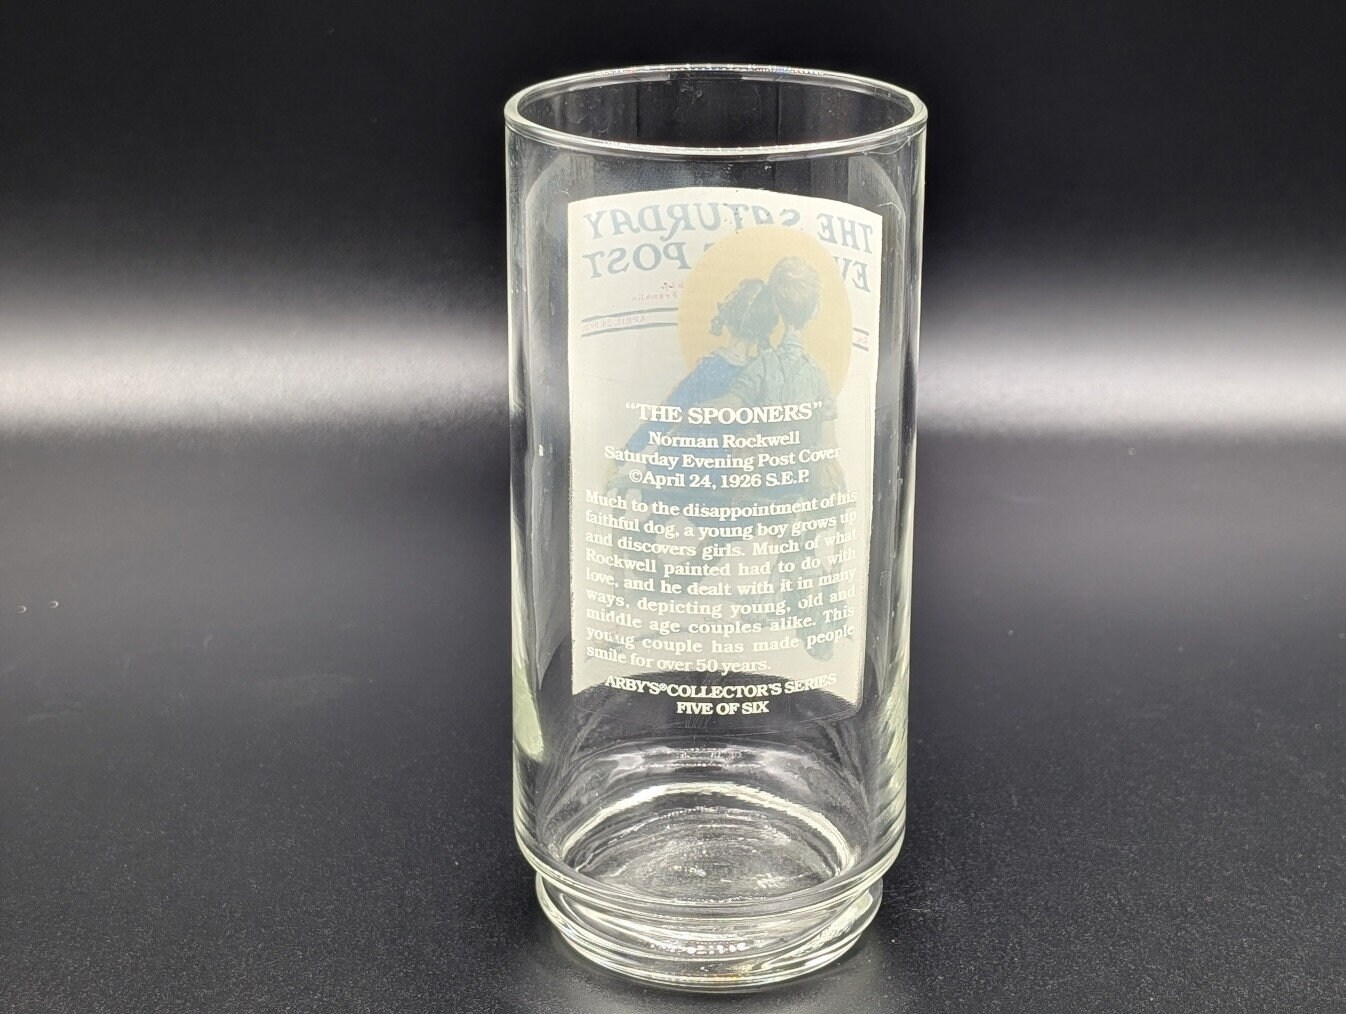 THE SATURDAY
POST
"THE SPOONERS"
Norman Rockwell
Saturday Evening Post Cover
©April 24, 1926 S.E.P.
Much to the disappointment of his
faithful dog, a young boy grows up
and discovers girls. Much of what
Rockwell painted had to do with
love, and he dealt with it in many
ways, depicting young, old and
middle age couples alike. This
young couple has made people
smile for over 50 years.
ARBY'S® COLLECTOR'S SERIES
FIVE OF SIX